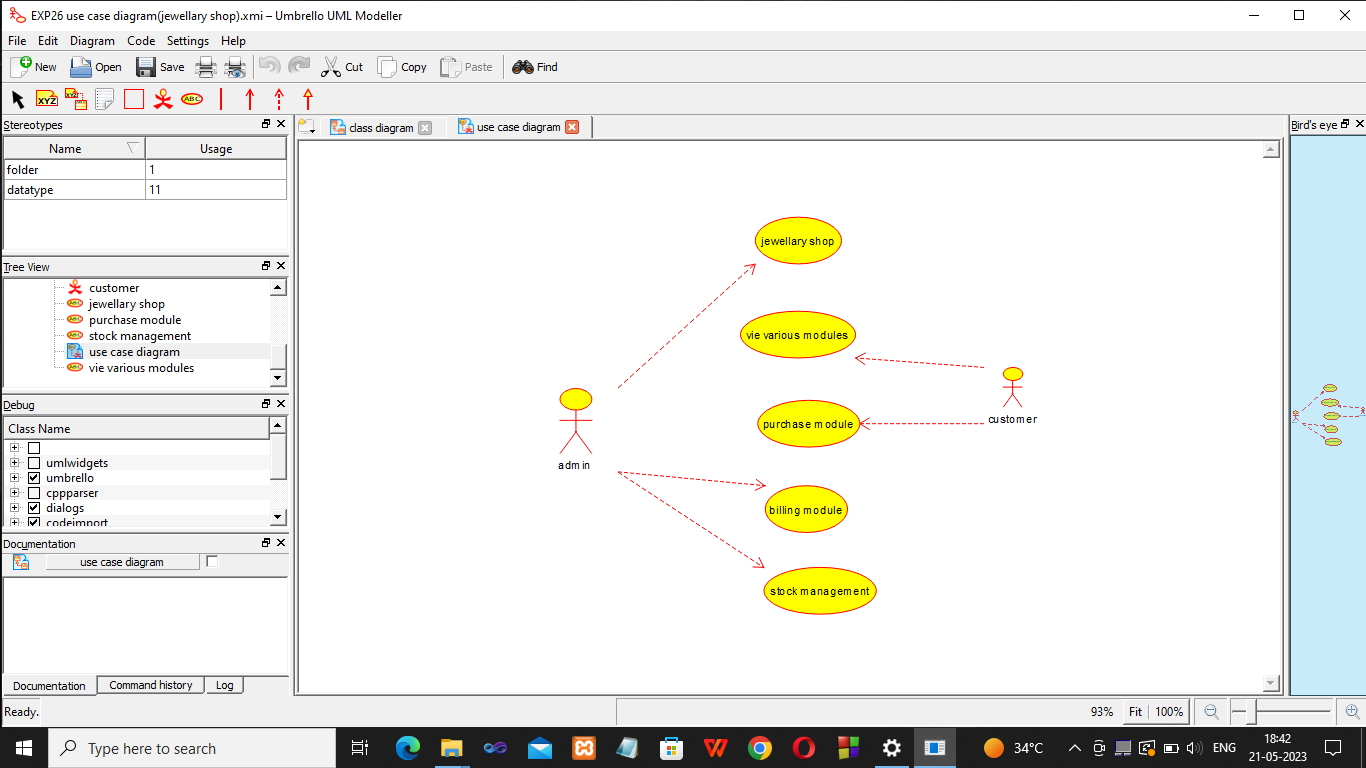 EXP26 use case diagram(jewellary shop).xmi – Umbrello UML Modeller
File Edit Diagram Code Settings Help
New Open Save Cut Copy Paste Find
XYZ XYZ ABC
Stereotypes
Name Usage
folder 1
datatype 11
Tree View
customer
jewellary shop
purchase module
stock management
use case diagram
vie various modules
Debug
Class Name
umlwidgets
umbrello
cppparser
dialogs
codeimport
Documentation
use case diagram
Documentation Command history Log
class diagram use case diagram
jewellary shop
vie various modules
purchase module
billing module
stock management
admin
customer
Bird's eye
Ready.
93% Fit 100%
Type here to search
34°C
ENG
18:42
21-05-2023